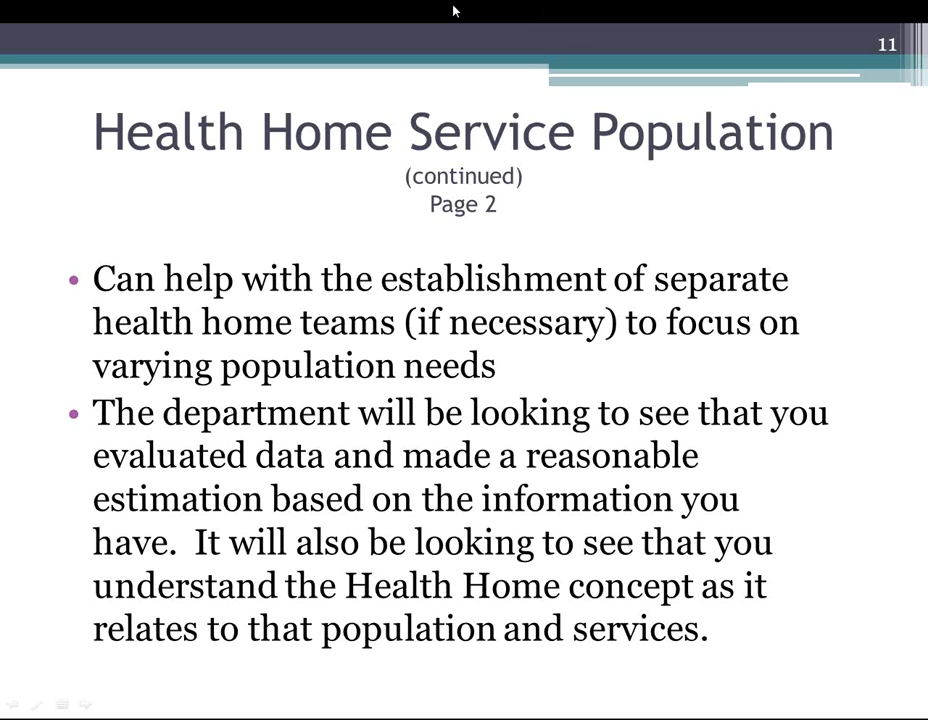 11
Health Home Service Population
(continued)
Page 2
• Can help with the establishment of separate
health home teams (if necessary) to focus on
varying population needs
• The department will be looking to see that you
evaluated data and made a reasonable
estimation based on the information you
have.  It will also be looking to see that you
understand the Health Home concept as it
relates to that population and services.